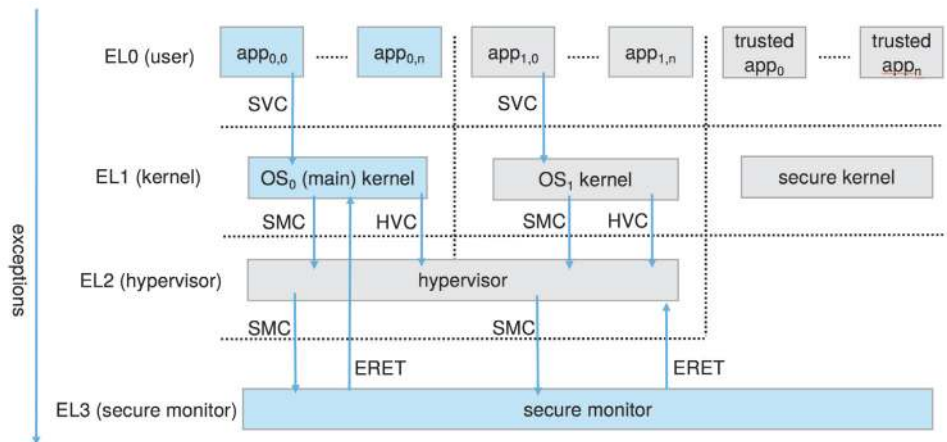 EL0 (user)
app0,0 ........ app0,n
app1,0 ........ app1,n
trusted
app0
........
trusted
appn
SVC
SVC
EL1 (kernel)
OS0 (main) kernel
OS1 kernel
secure kernel
SMC
HVC
SMC
HVC
exceptions
EL2 (hypervisor)
hypervisor
SMC
SMC
ERET
ERET
EL3 (secure monitor)
secure monitor